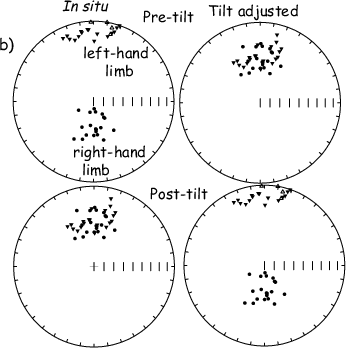 In situ
Pre-tilt
Tilt adjusted
b)
left-hand
limb
right-hand
limb
Post-tilt